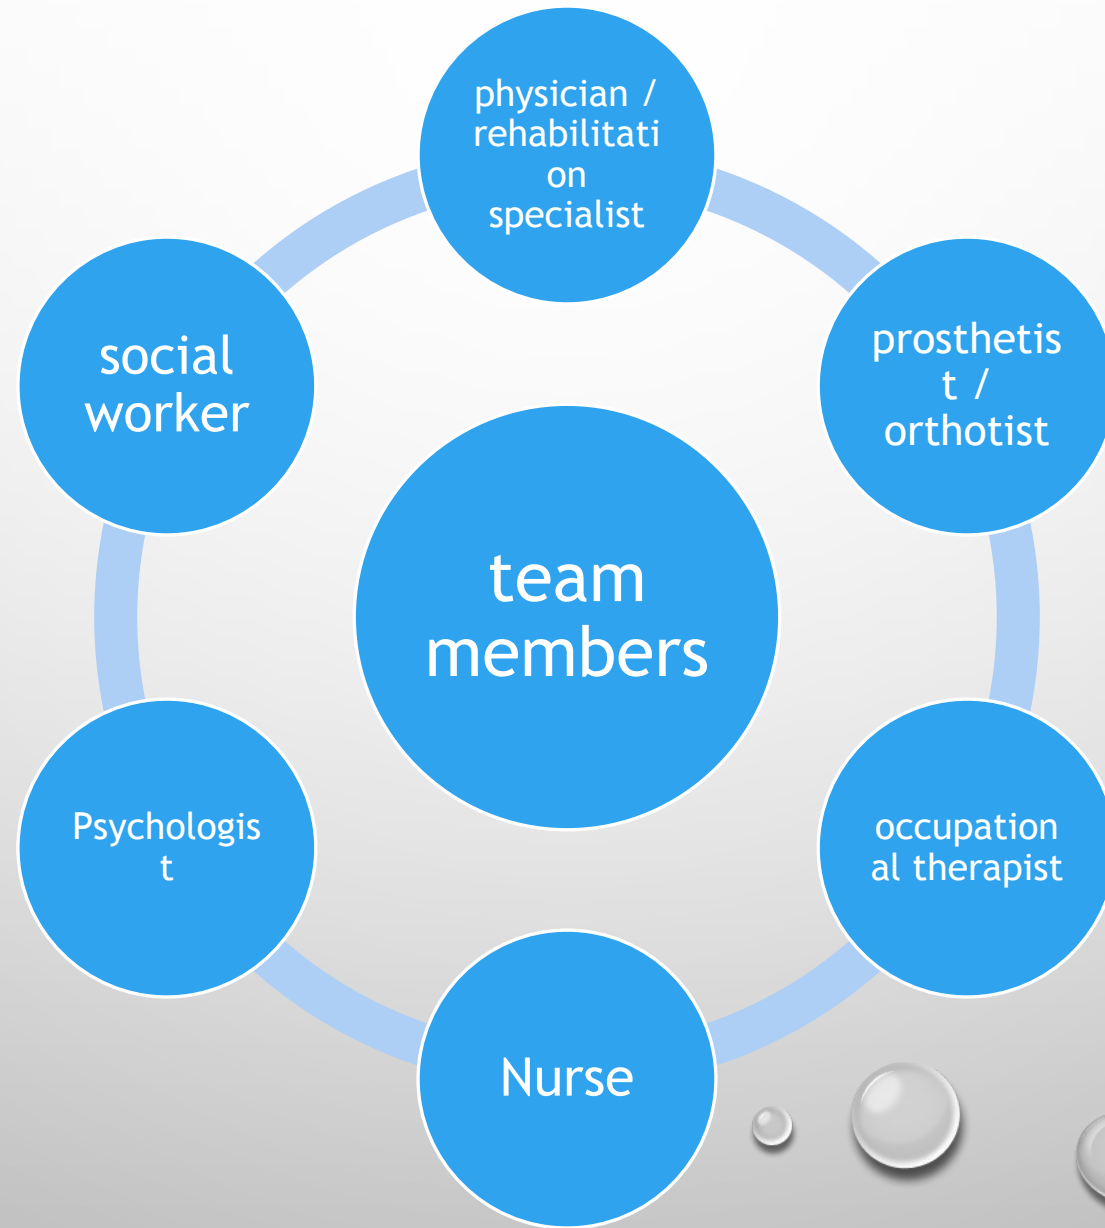 physician /
rehabilitati
on
specialist
prosthetis
t /
orthotist
occupation
al therapist
Nurse
Psychologis
t
social
worker
team
members